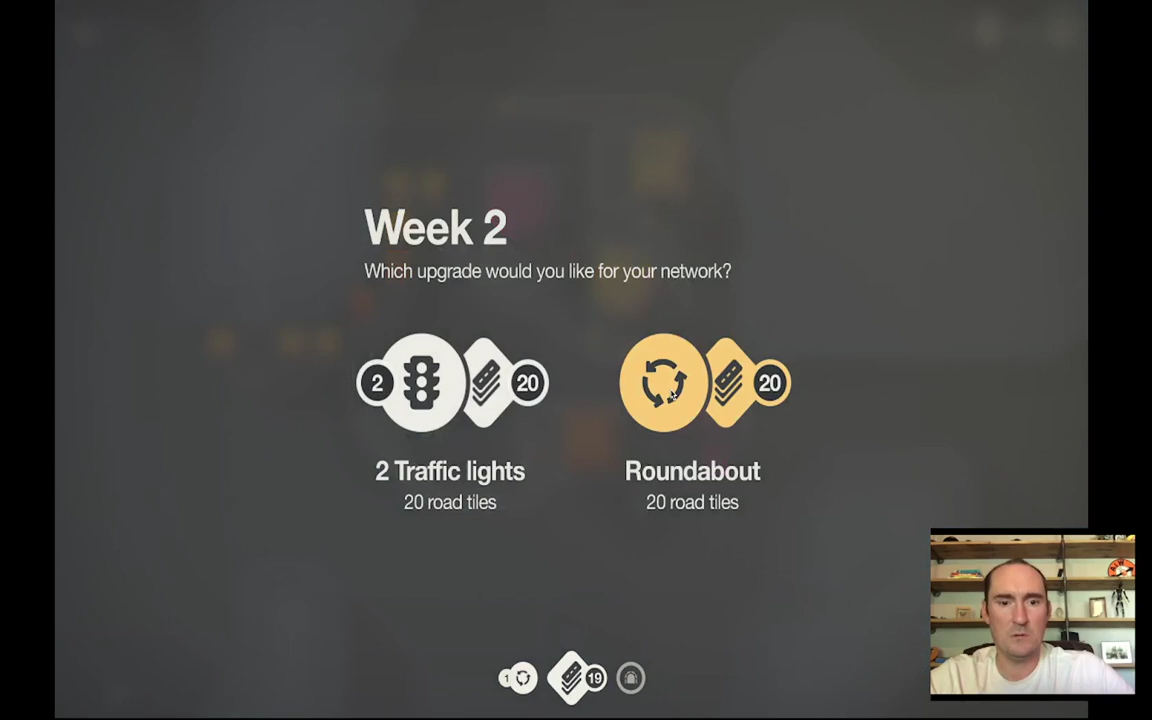 Week 2
Which upgrade would you like for your network?
2 20 20
2 Traffic lights Roundabout
20 road tiles 20 road tiles
1 19